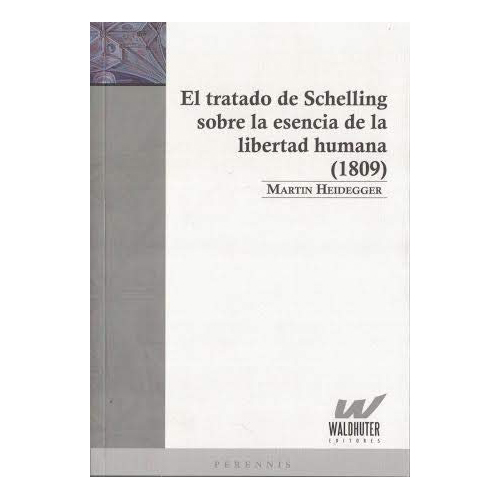 El tratado de Schelling
sobre la esencia de la
libertad humana
(1809)
MARTIN HEIDEGGER
WALDHUTER
EDITORES
PERENNIS